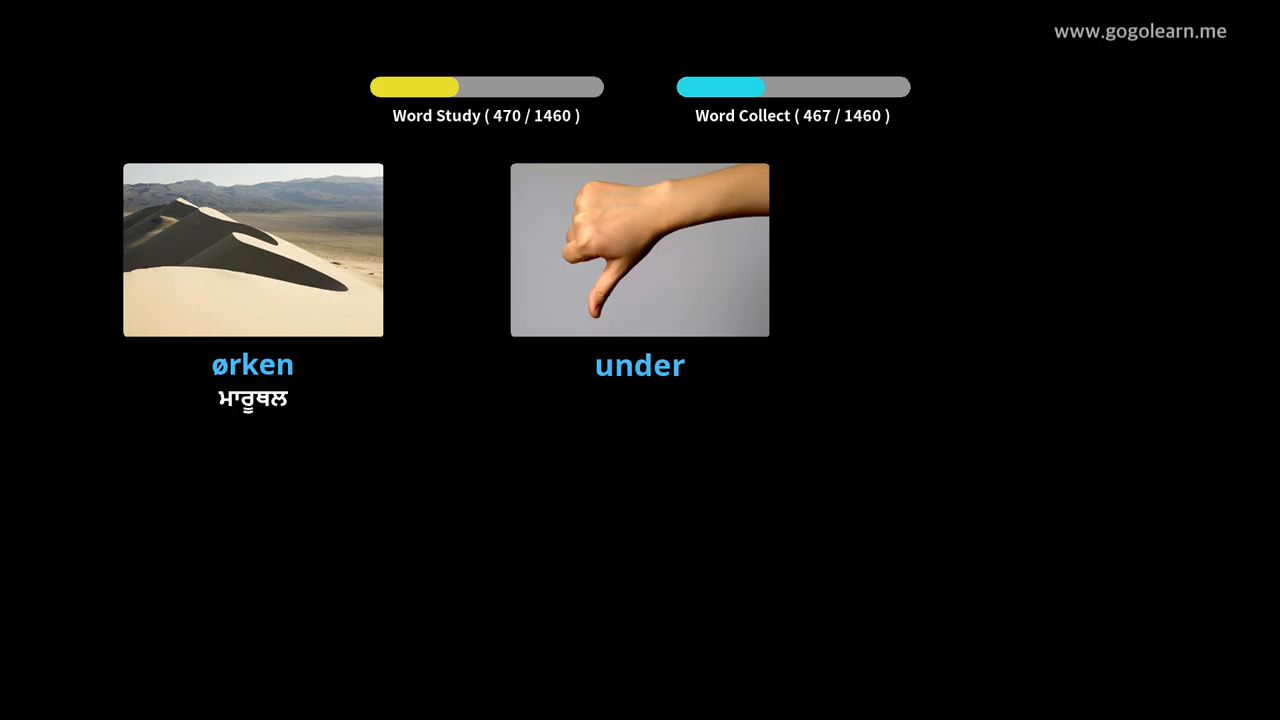 www.gogolearn.me
Word Study ( 470 / 1460 )
Word Collect ( 467 / 1460 )
ørken
ਮਾਰੂਥਲ
under